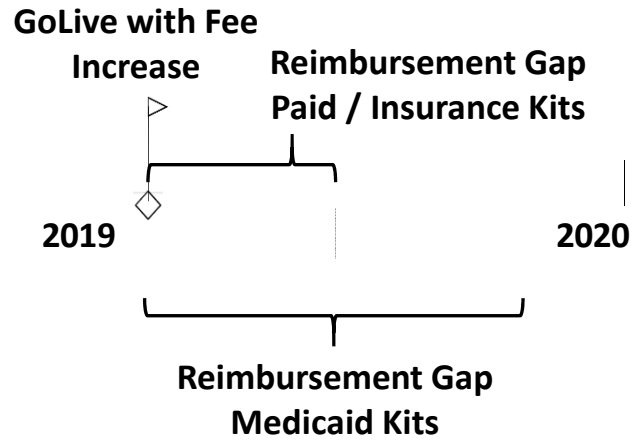 GoLive with Fee
Increase
Reimbursement Gap
Paid / Insurance Kits
2019
2020
Reimbursement Gap
Medicaid Kits